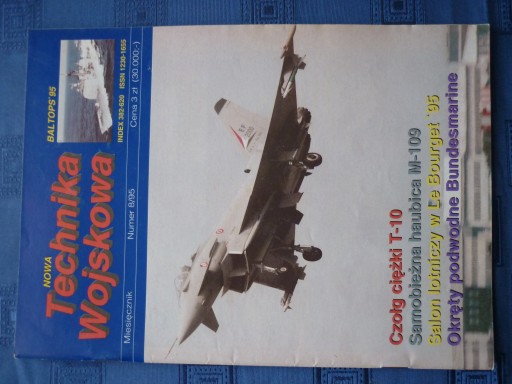 BALTOPS'95
NOWA
Technika
Wojskowa
INDEX 382-620 ISSN 1230-1655
Cena 3 zł (30.000:-)
Miesięcznik
Numer 8/95
Czołg ciężki T-10
Samobieżna haubica M-109
Salon lotniczy w Le Bourget '95
Okręty podwodne Bundesmarine